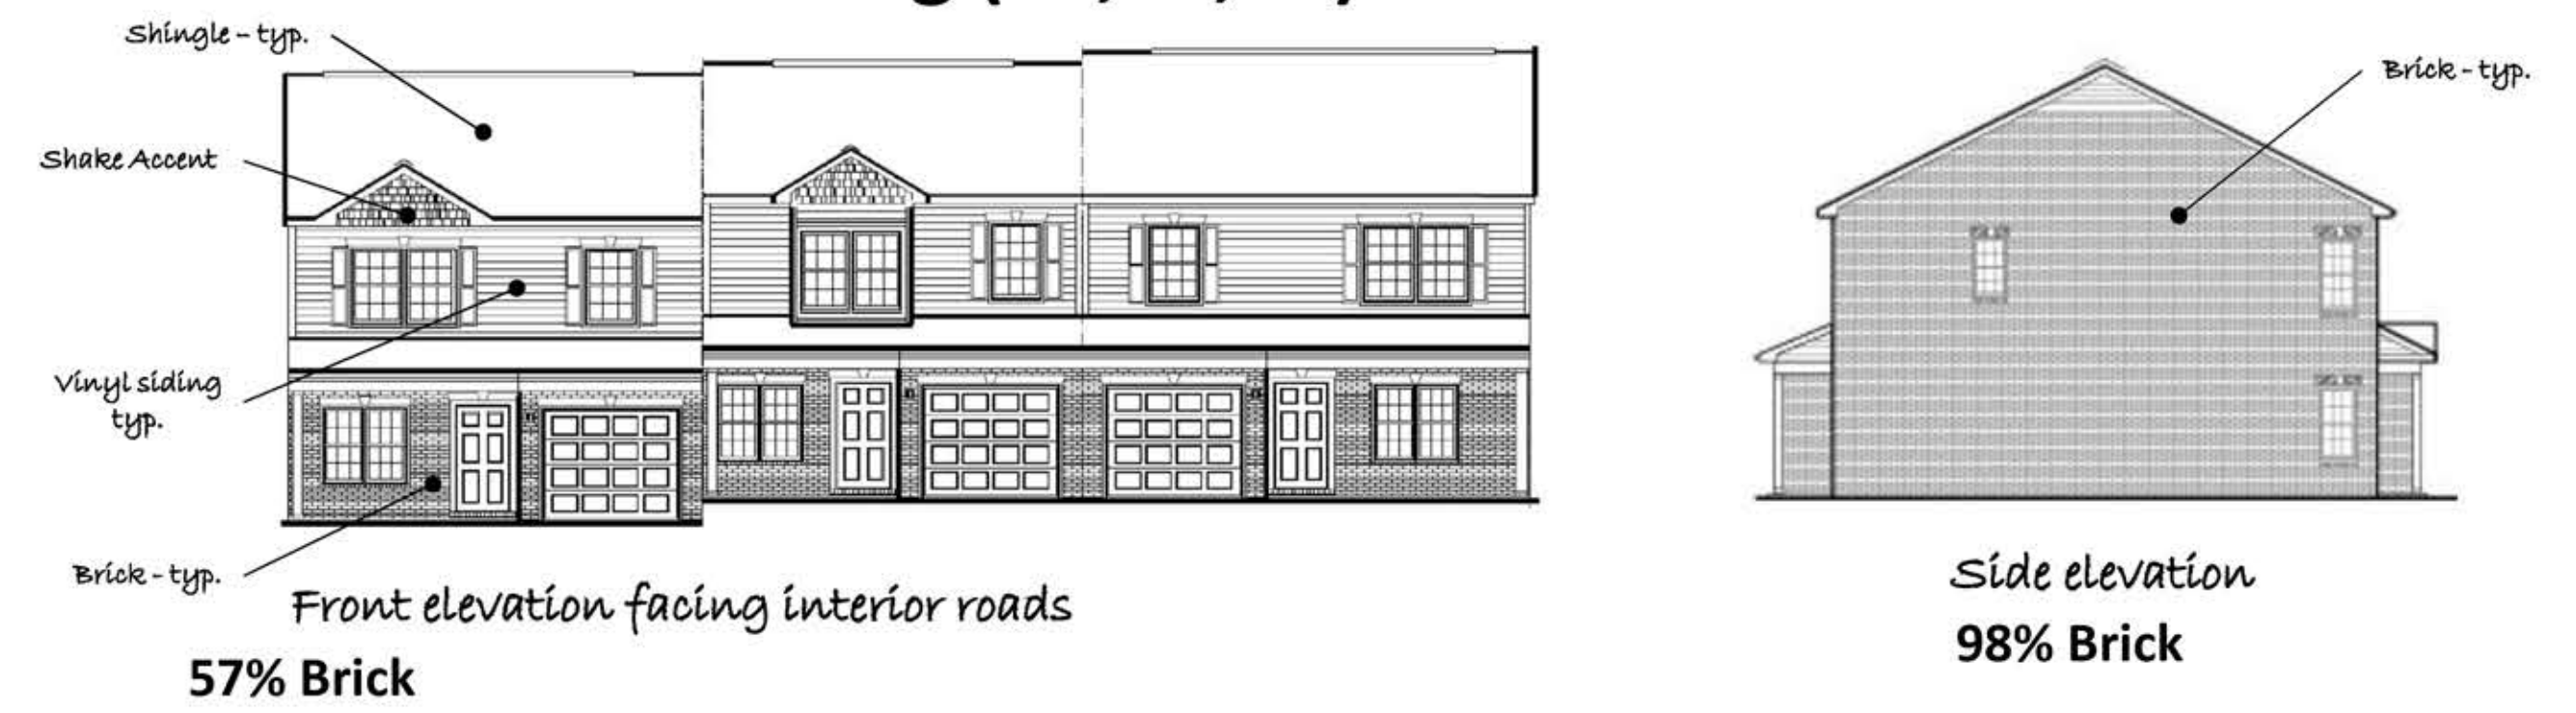 Shingle - typ.
Shake Accent
Vinyl siding
typ.
Brick - typ.
Front elevation facing interior roads
57% Brick
Brick - typ.
Side elevation
98% Brick